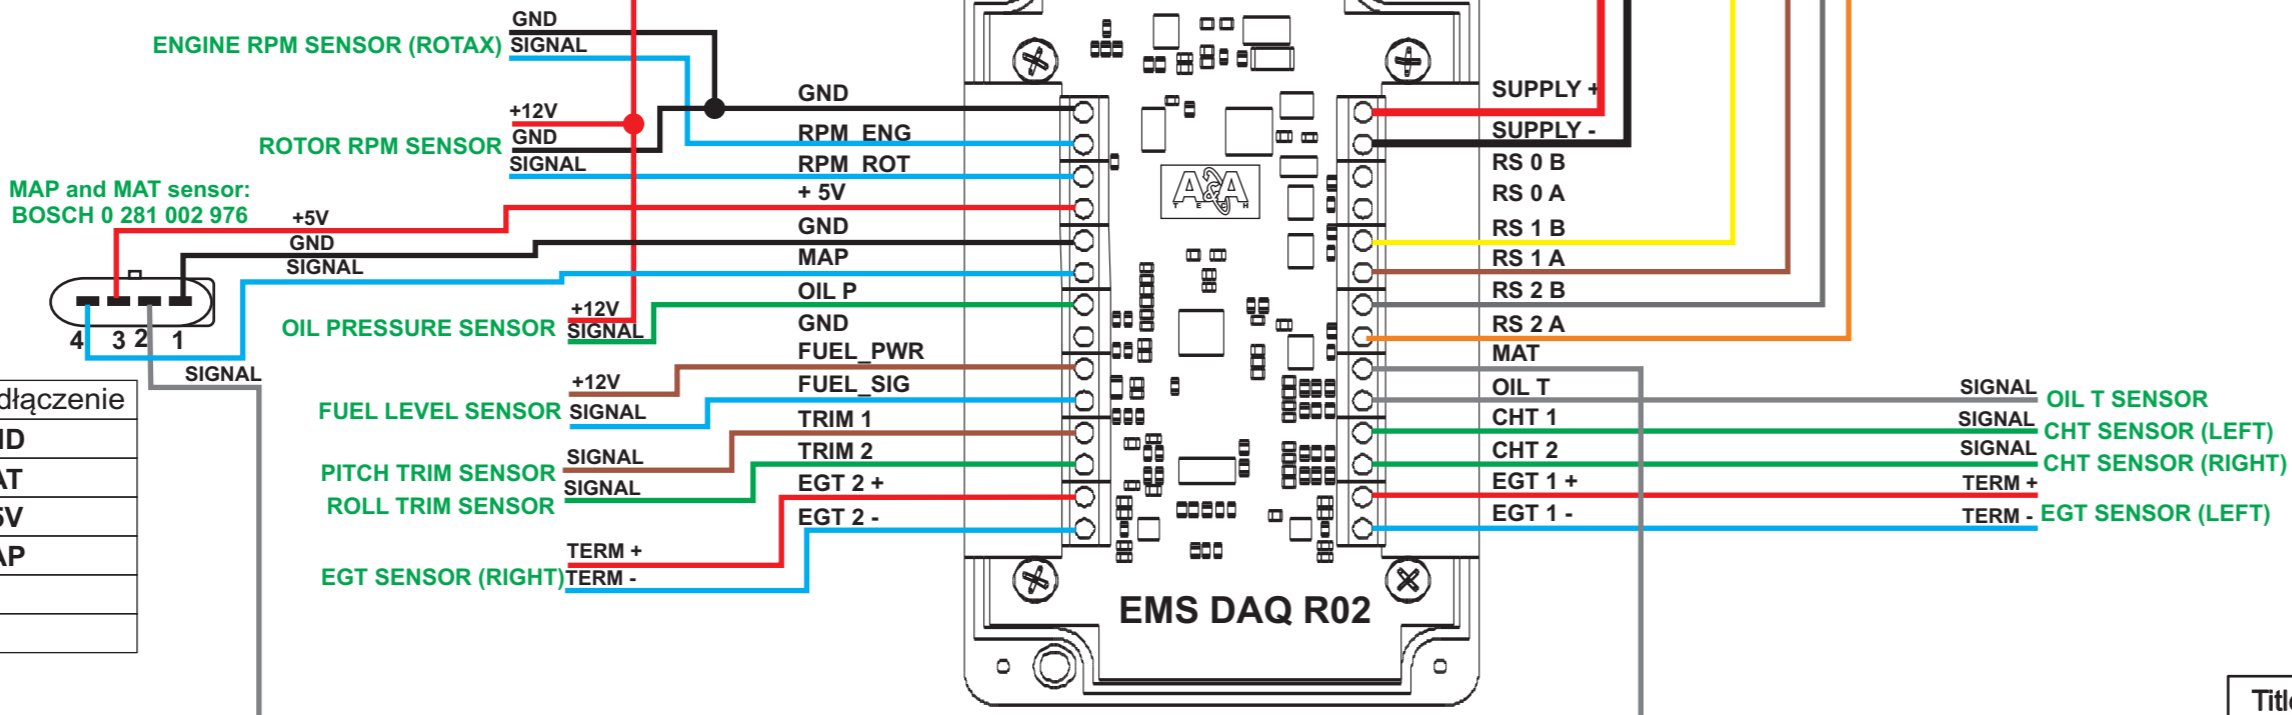 GND
ENGINE RPM SENSOR (ROTAX)
SIGNAL
+12V
GND
ROTOR RPM SENSOR
SIGNAL
MAP and MAT sensor:
BOSCH 0 281 002 976
+5V
GND
SIGNAL
4 3 2 1
SIGNAL
+12V
OIL PRESSURE SENSOR
SIGNAL
+12V
FUEL LEVEL SENSOR
SIGNAL
PITCH TRIM SENSOR
SIGNAL
ROLL TRIM SENSOR
SIGNAL
TERM +
EGT SENSOR (RIGHT)
TERM -
GND
RPM_ENG
RPM_ROT
+ 5V
GND
MAP
OIL P
GND
FUEL_PWR
FUEL_SIG
TRIM 1
TRIM 2
EGT 2 +
EGT 2 -
A&A
TECH
EMS DAQ R02
SUPPLY +
SUPPLY -
RS 0 B
RS 0 A
RS 1 B
RS 1 A
RS 2 B
RS 2 A
MAT
OIL T
CHT 1
CHT 2
EGT 1 +
EGT 1 -
SIGNAL
OIL T SENSOR
SIGNAL
CHT SENSOR (LEFT)
SIGNAL
CHT SENSOR (RIGHT)
TERM +
TERM -
EGT SENSOR (LEFT)